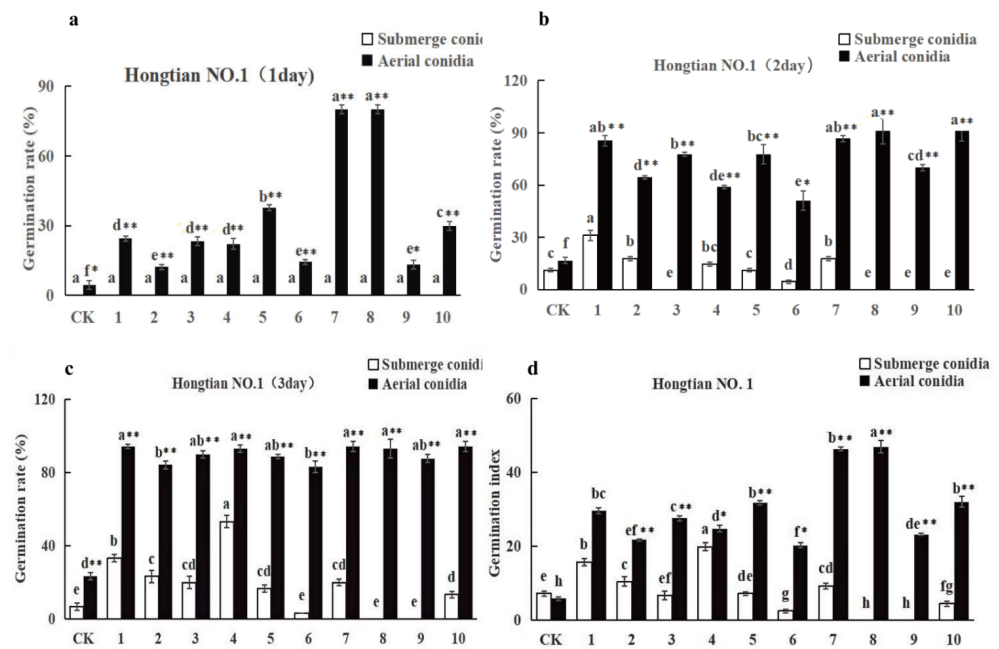 a
Submerge coni
Aerial conidia
Hongtian NO.1（1day)
Germination rate (%)
90
60
30
0
a f* a d** a e** a d** a d** a b** a e** a a** a a** a e* a c**
CK 1 2 3 4 5 6 7 8 9 10
b
Submerge conidia
Aerial conidia
Hongtian NO.1 (2day)
Germination rate (%)
120
90
60
30
0
c f a ab** b d** e b** bc de** c bc** d e* b ab** e a** e cd** e a**
CK 1 2 3 4 5 6 7 8 9 10
c
Submerge conidi
Aerial conidia
Hongtian NO.1（3day）
Germination rate (%)
120
80
40
0
e d** b a** c b** cd ab** a a** cd ab** e b** cd a** e a** e ab** d a**
CK 1 2 3 4 5 6 7 8 9 10
d
Submerge conidia
Aerial conidia
Hongtian NO. 1
Germination index
60
40
20
0
e h b bc c ef** ef c** a d* de b** g f* cd b** h a** h de** fg b**
CK 1 2 3 4 5 6 7 8 9 10